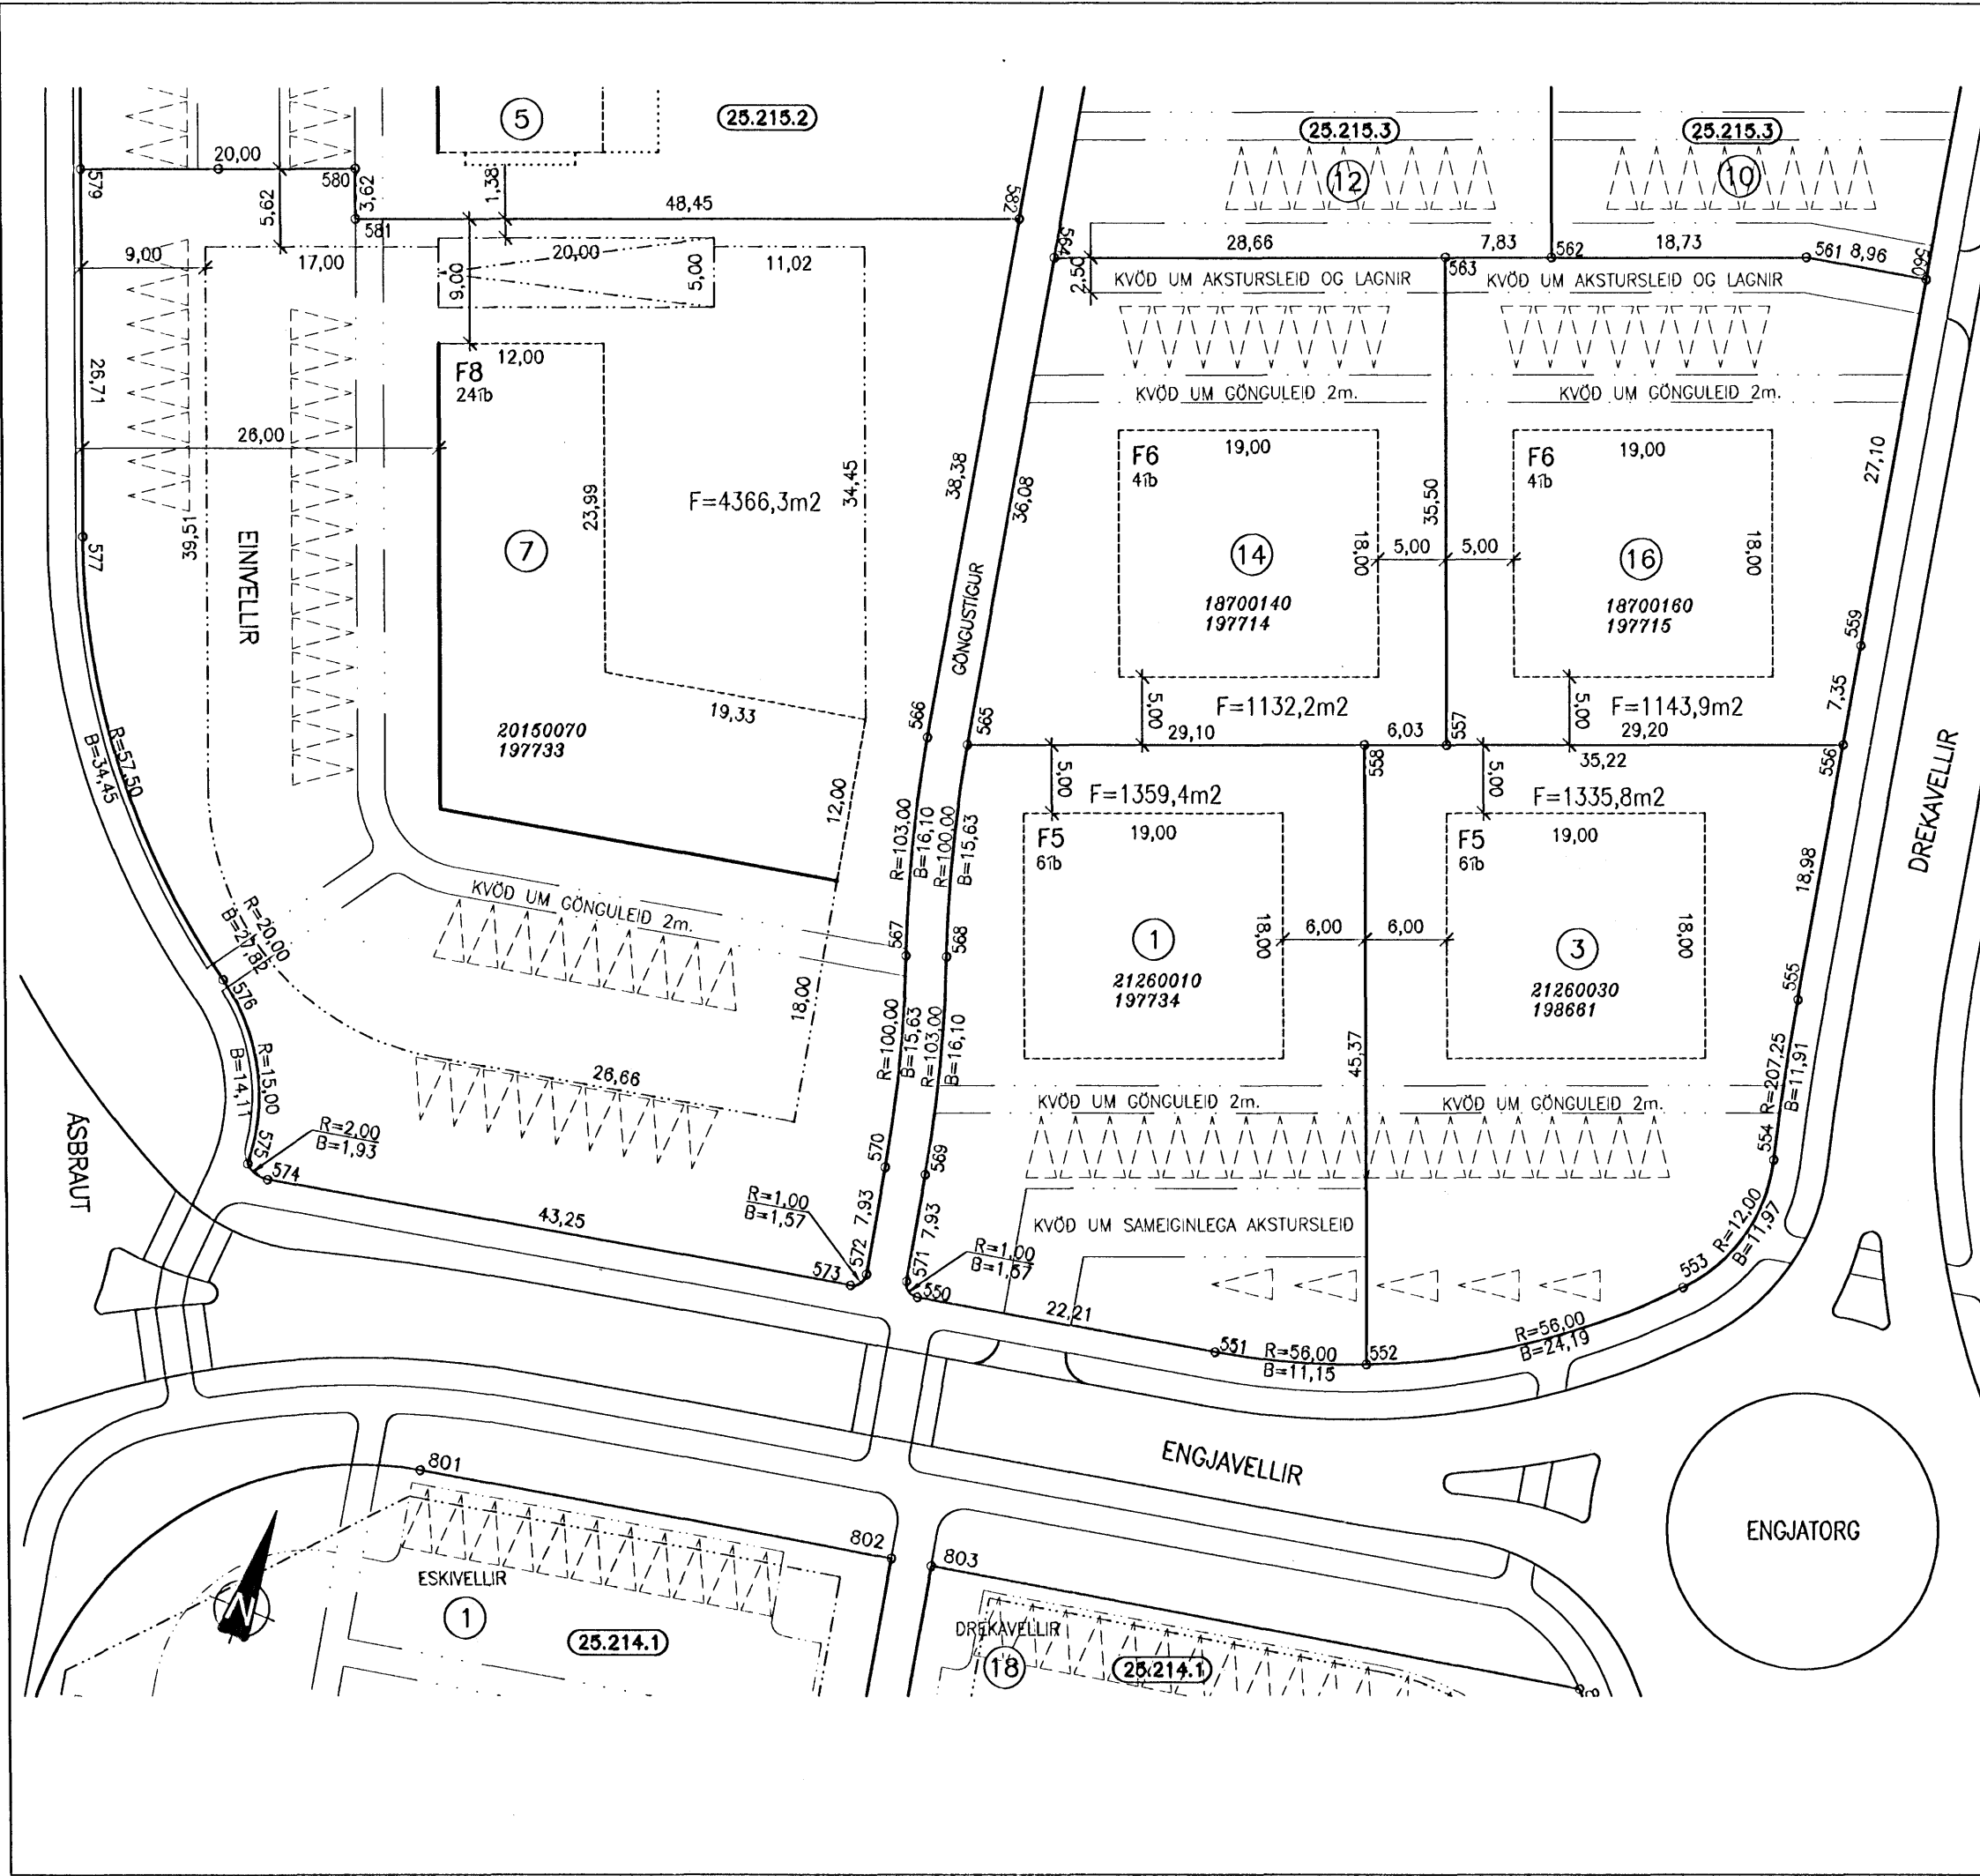 5
25.215.2
25.215.3
12
25.215.3
10
20,00
579
580
3,62
5,62
1,38
581
48,45
582
564
28,66
7,83
562
18,73
561
8,96
560
563
2,50
9,00
17,00
9,00
20,00
5,00
11,02
KVÖÐ UM AKSTURSLEIÐ OG LAGNIR
KVÖÐ UM AKSTURSLEIÐ OG LAGNIR
KVÖÐ UM GÖNGULEIÐ 2m.
KVÖÐ UM GÖNGULEIÐ 2m.
26,71
12,00
F8
24íb
26,00
23,99
F=4366,3m2
34,45
38,38
36,08
F6
4íb
19,00
35,50
F6
4íb
19,00
27,10
39,51
577
EINIVELLIR
7
14
18700140
197714
18,00
5,00
5,00
16
18700160
197715
18,00
559
GÖNGUSTÍGUR
19,33
20150070
197733
566
565
5,00
F=1132,2m2
29,10
6,03
557
5,00
F=1143,9m2
29,20
7,35
556
558
35,22
R=57,50
B=34,45
12,00
R=103,00
B=16,10
R=100,00
B=15,63
5,00
F=1359,4m2
19,00
F5
6íb
5,00
F=1335,8m2
19,00
F5
6íb
18,98
DREKAVELLIR
KVÖÐ UM GÖNGULEIÐ 2m.
R=20,00
B=27,82
576
567
568
1
21260010
197734
18,00
6,00
6,00
3
21260030
198661
18,00
555
18,00
R=100,00
B=15,63
R=103,00
B=16,10
45,37
R=207,25
B=11,91
R=15,00
B=14,11
26,66
575
R=2,00
B=1,93
574
ÁSBRAUT
KVÖÐ UM GÖNGULEIÐ 2m.
KVÖÐ UM GÖNGULEIÐ 2m.
554
570
569
43,25
R=1,00
B=1,57
7,93
572
573
7,93
571
R=1,00
B=1,57
550
KVÖÐ UM SAMEIGINLEGA AKSTURSLEIÐ
R=12,00
B=11,97
553
22,21
551
R=56,00
B=11,15
552
R=56,00
B=24,19
ENGJAVELLIR
ENGJATORG
801
802
803
ESKIVELLIR
1
N
25.214.1
DREKAVELLIR
18
25.214.1